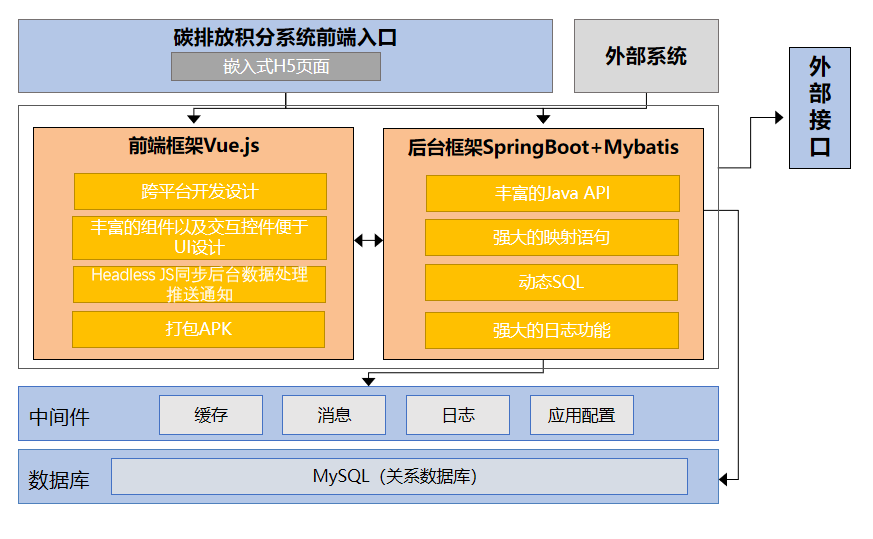 碳排放积分系统前端入口
嵌入式H5页面
外部系统
外
部
接
口
前端框架Vue.js
跨平台开发设计
丰富的组件以及交互控件便于
UI设计
Headless JS同步后台数据处理
推送通知
打包APK
后台框架SpringBoot+Mybatis
丰富的Java API
强大的映射语句
动态SQL
强大的日志功能
中间件
缓存
消息
日志
应用配置
数据库
MySQL（关系数据库）